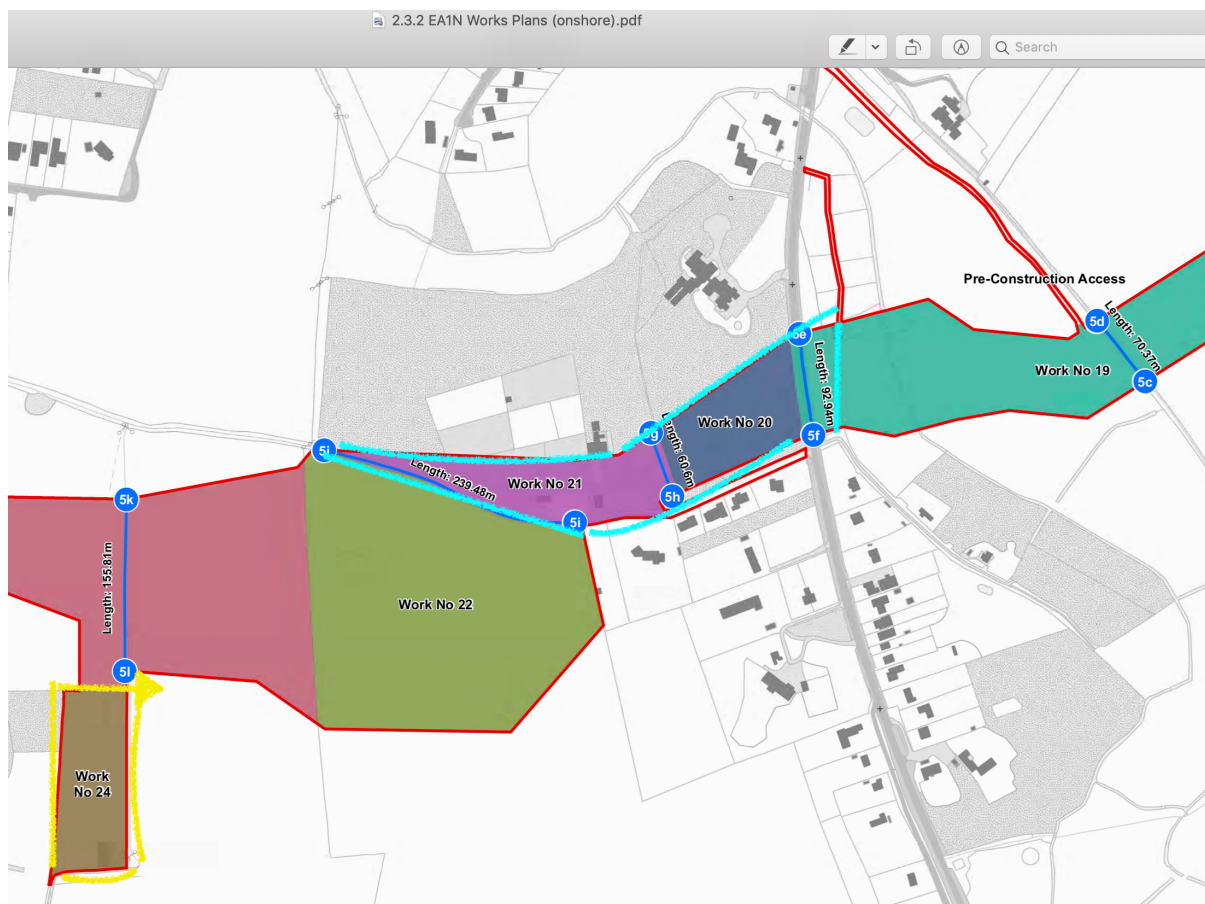 2.3.2 EA1N Works Plans (onshore).pdf
Search
Pre-Construction Access
5d
Length: 70.37m
5e
Length: 92.94m
Work No 19
5c
Work No 20
5g
5f
5j
Length: 239.48m
Work No 21
Length: 60.6m
5h
5k
5i
Length: 155.81m
Work No 22
5l
Work
No 24